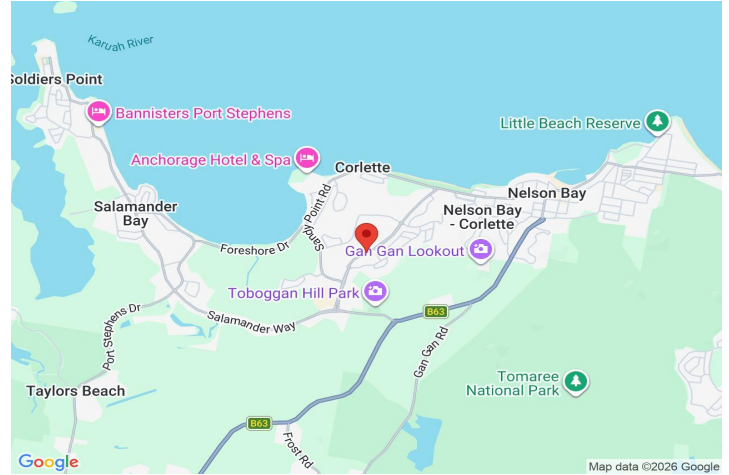 Karuah River
Soldiers Point
Bannisters Port Stephens
Little Beach Reserve
Anchorage Hotel & Spa
Corlette
Nelson Bay
Salamander
Bay
Sandy Point Rd
Nelson Bay
- Corlette
Foreshore Dr
Gan Gan Lookout
Toboggan Hill Park
Port Stephens Dr
Salamander Way
B63
Gan Gan Rd
Taylors Beach
Tomaree
National Park
B63
Frost Rd
Google
Map data ©2026 Google